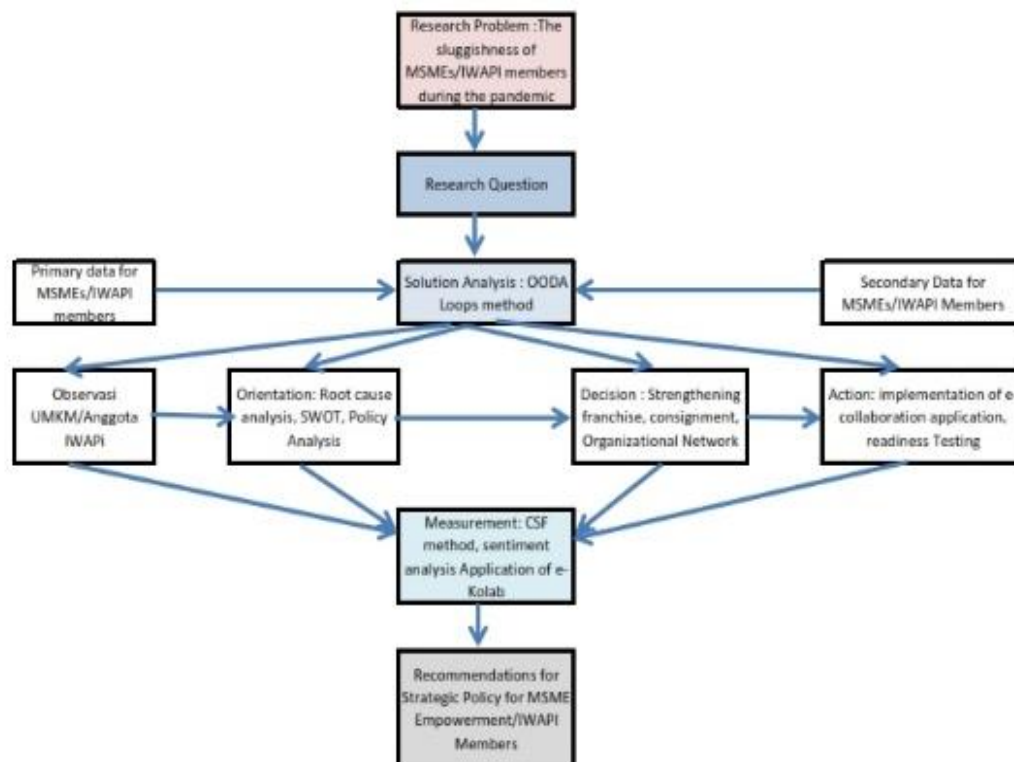 Research Problem :The
sluggishness of
MSMEs/IWAPI members
during the pandemic
Research Question
Primary data for
MSMEs/IWAPI
members
Solution Analysis : OODA
Loops method
Secondary Data for
MSMEs/IWAPI Members
Observasi
UMKM/Anggota
IWAPI
Orientation: Root cause
analysis, SWOT, Policy
Analysis
Decision : Strengthening
franchise, consignment,
Organizational Network
Action: implementation of e-
collaboration application,
readiness Testing
Measurement: CSF
method, sentiment
analysis Application of e-
Kolab
Recommendations for
Strategic Policy for MSME
Empowerment/IWAPI
Members